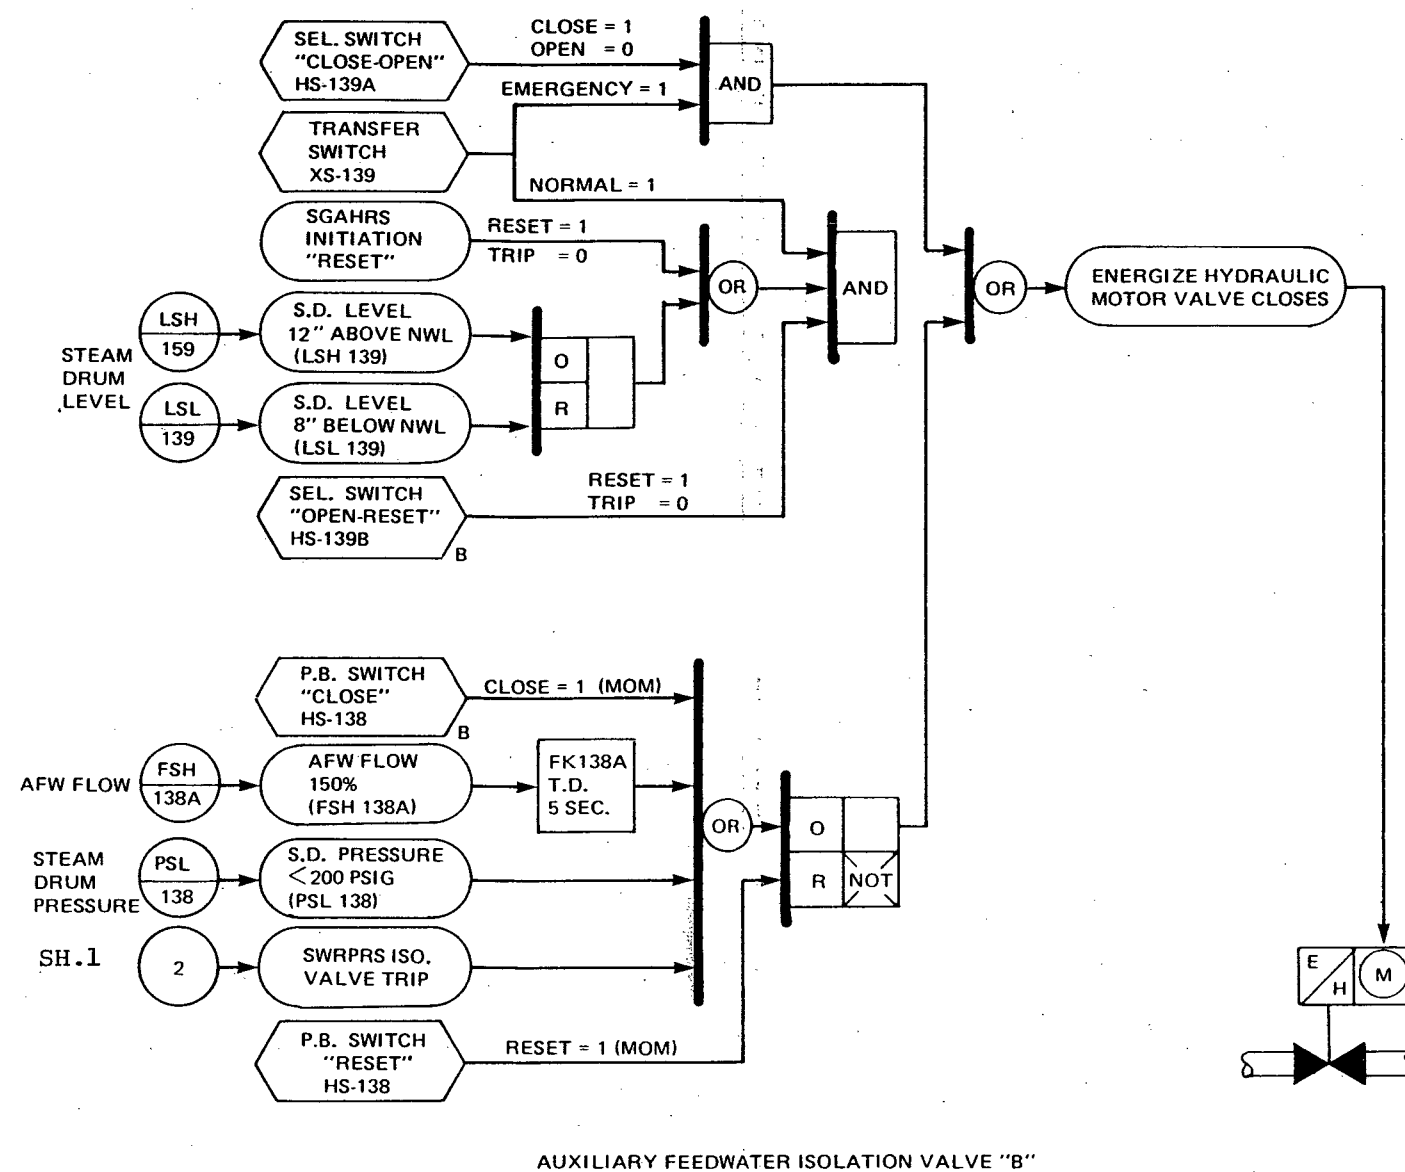 SEL. SWITCH
"CLOSE-OPEN"
HS-139A
CLOSE = 1
OPEN = 0
AND
EMERGENCY = 1
TRANSFER
SWITCH
XS-139
NORMAL = 1
SGAHRS
INITIATION
"RESET"
RESET = 1
TRIP = 0
OR
AND
OR
ENERGIZE HYDRAULIC
MOTOR VALVE CLOSES
STEAM
DRUM
LEVEL
LSH
159
S.D. LEVEL
12" ABOVE NWL
(LSH 139)
O
R
LSL
139
S.D. LEVEL
8" BELOW NWL
(LSL 139)
SEL. SWITCH
"OPEN-RESET"
HS-139B
B
RESET = 1
TRIP = 0
P.B. SWITCH
"CLOSE"
HS-138
B
CLOSE = 1 (MOM)
AFW FLOW
FSH
138A
AFW FLOW
150%
(FSH 138A)
FK138A
T.D.
5 SEC.
OR
O
R
NOT
STEAM
DRUM
PRESSURE
PSL
138
S.D. PRESSURE
<200 PSIG
(PSL 138)
SH.1
2
SWRPRS ISO.
VALVE TRIP
P.B. SWITCH
"RESET"
HS-138
RESET = 1 (MOM)
E
H
M
AUXILIARY FEEDWATER ISOLATION VALVE "B"